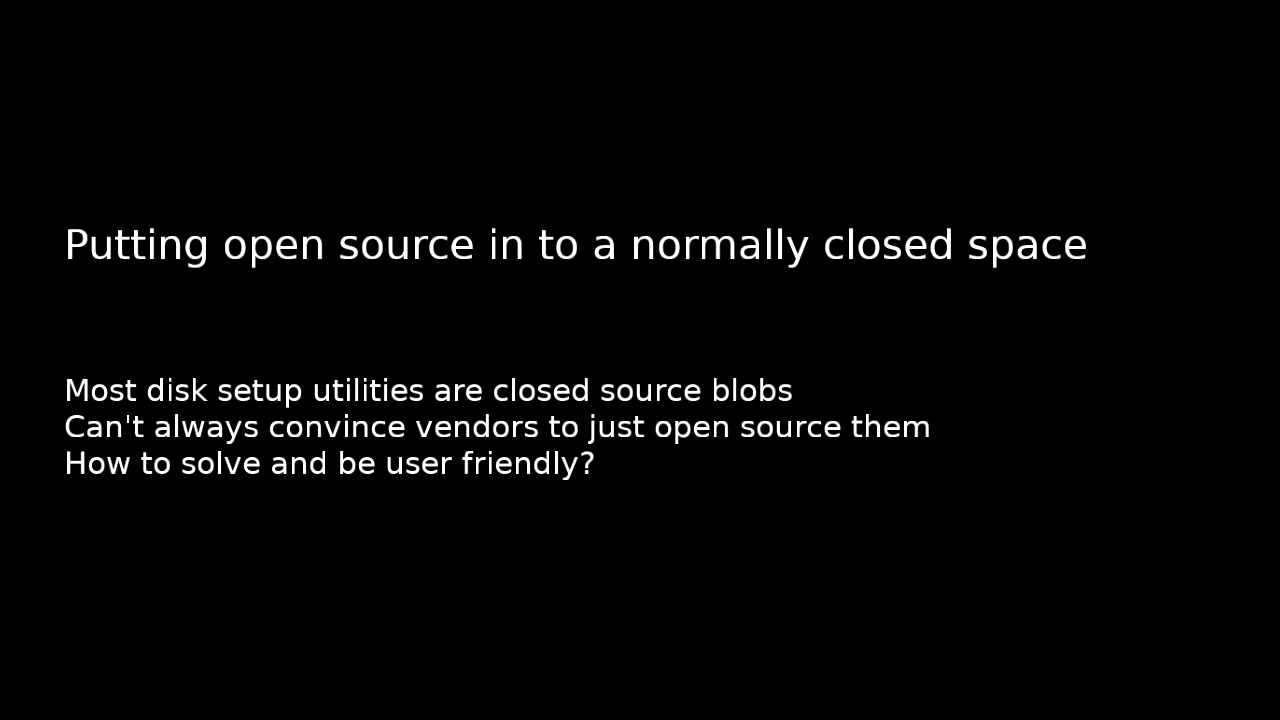 Putting open source in to a normally closed space
Most disk setup utilities are closed source blobs
Can't always convince vendors to just open source them
How to solve and be user friendly?